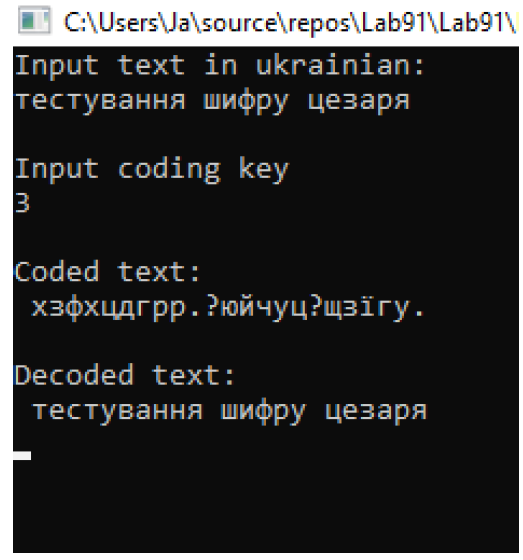 C:\Users\Ja\source\repos\Lab91\Lab91\
Input text in ukrainian:
тестування шифру цезаря
Input coding key
3
Coded text:
хзфхцдгрр.?юйчуц?щзїгу.
Decoded text:
тестування шифру цезаря